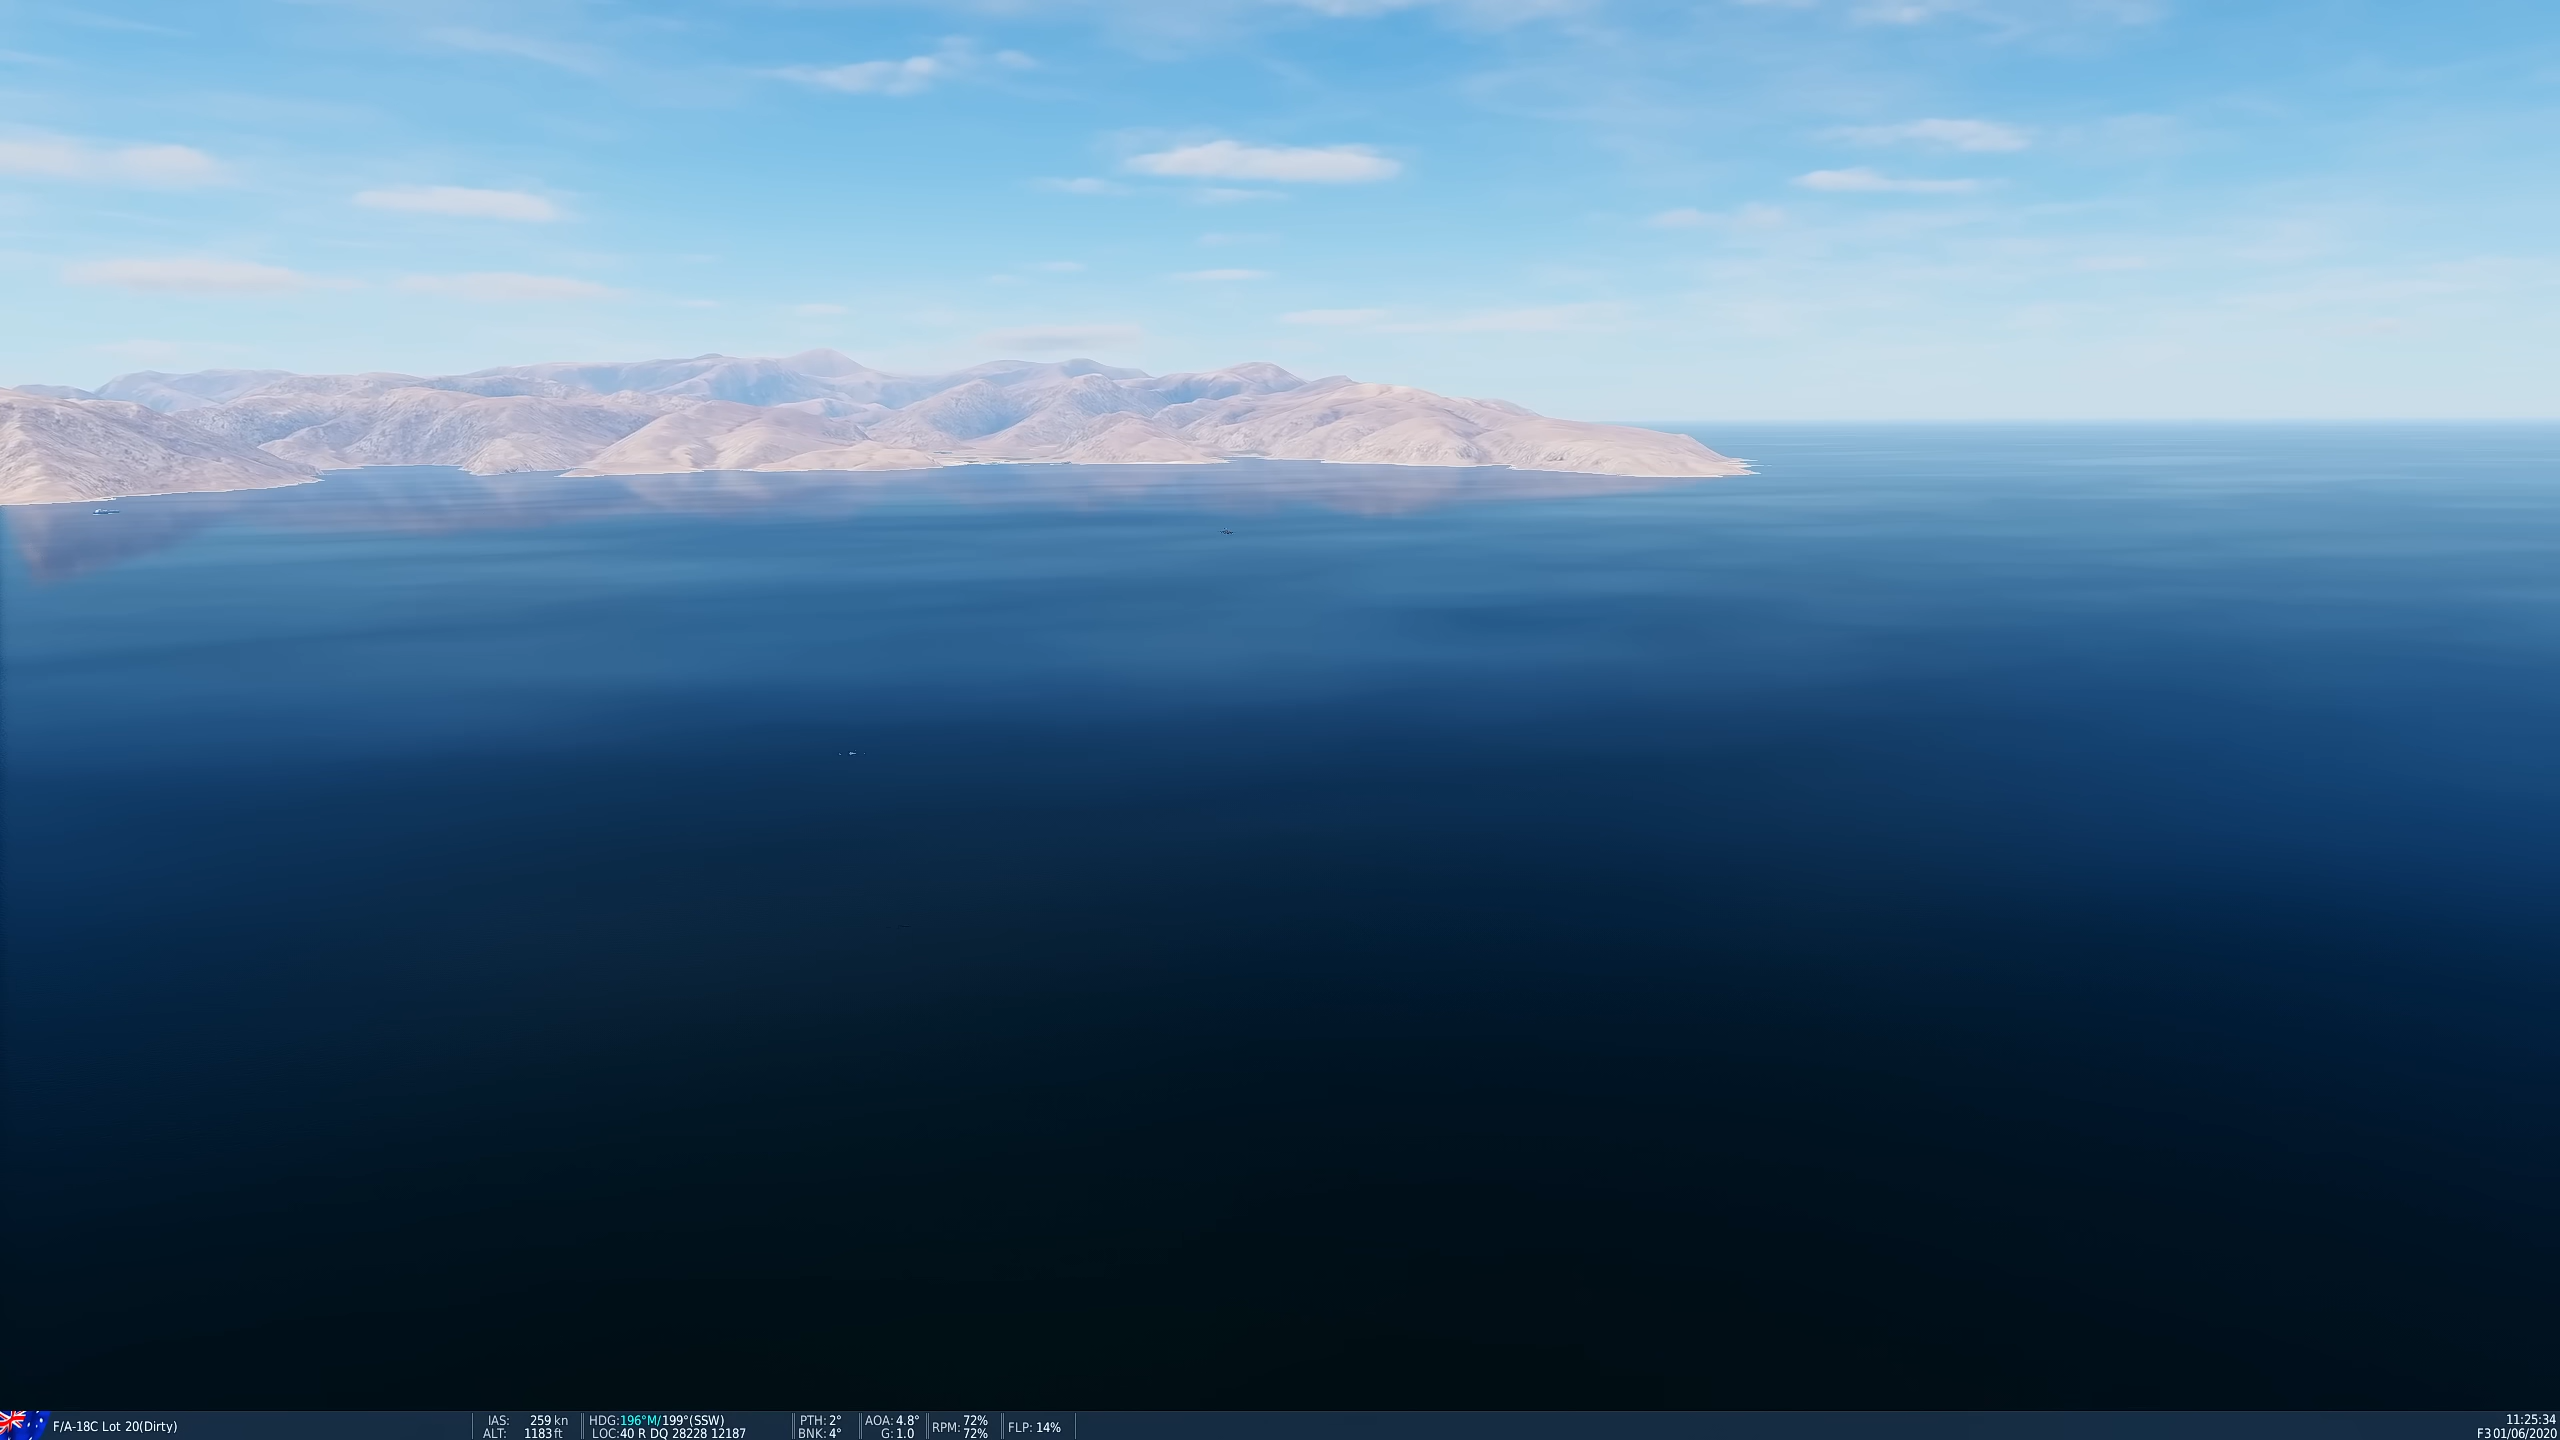 F/A-18C Lot 20(Dirty)
IAS: 259 kn
ALT: 1183 ft
HDG:196°M/199°(SSW)
LOC:40 R DQ 28228 12187
PTH: 2°
BNK: 4°
AOA: 4.8°
G: 1.0
RPM: 72%
72%
FLP: 14%
11:25:34
F3 01/06/2020